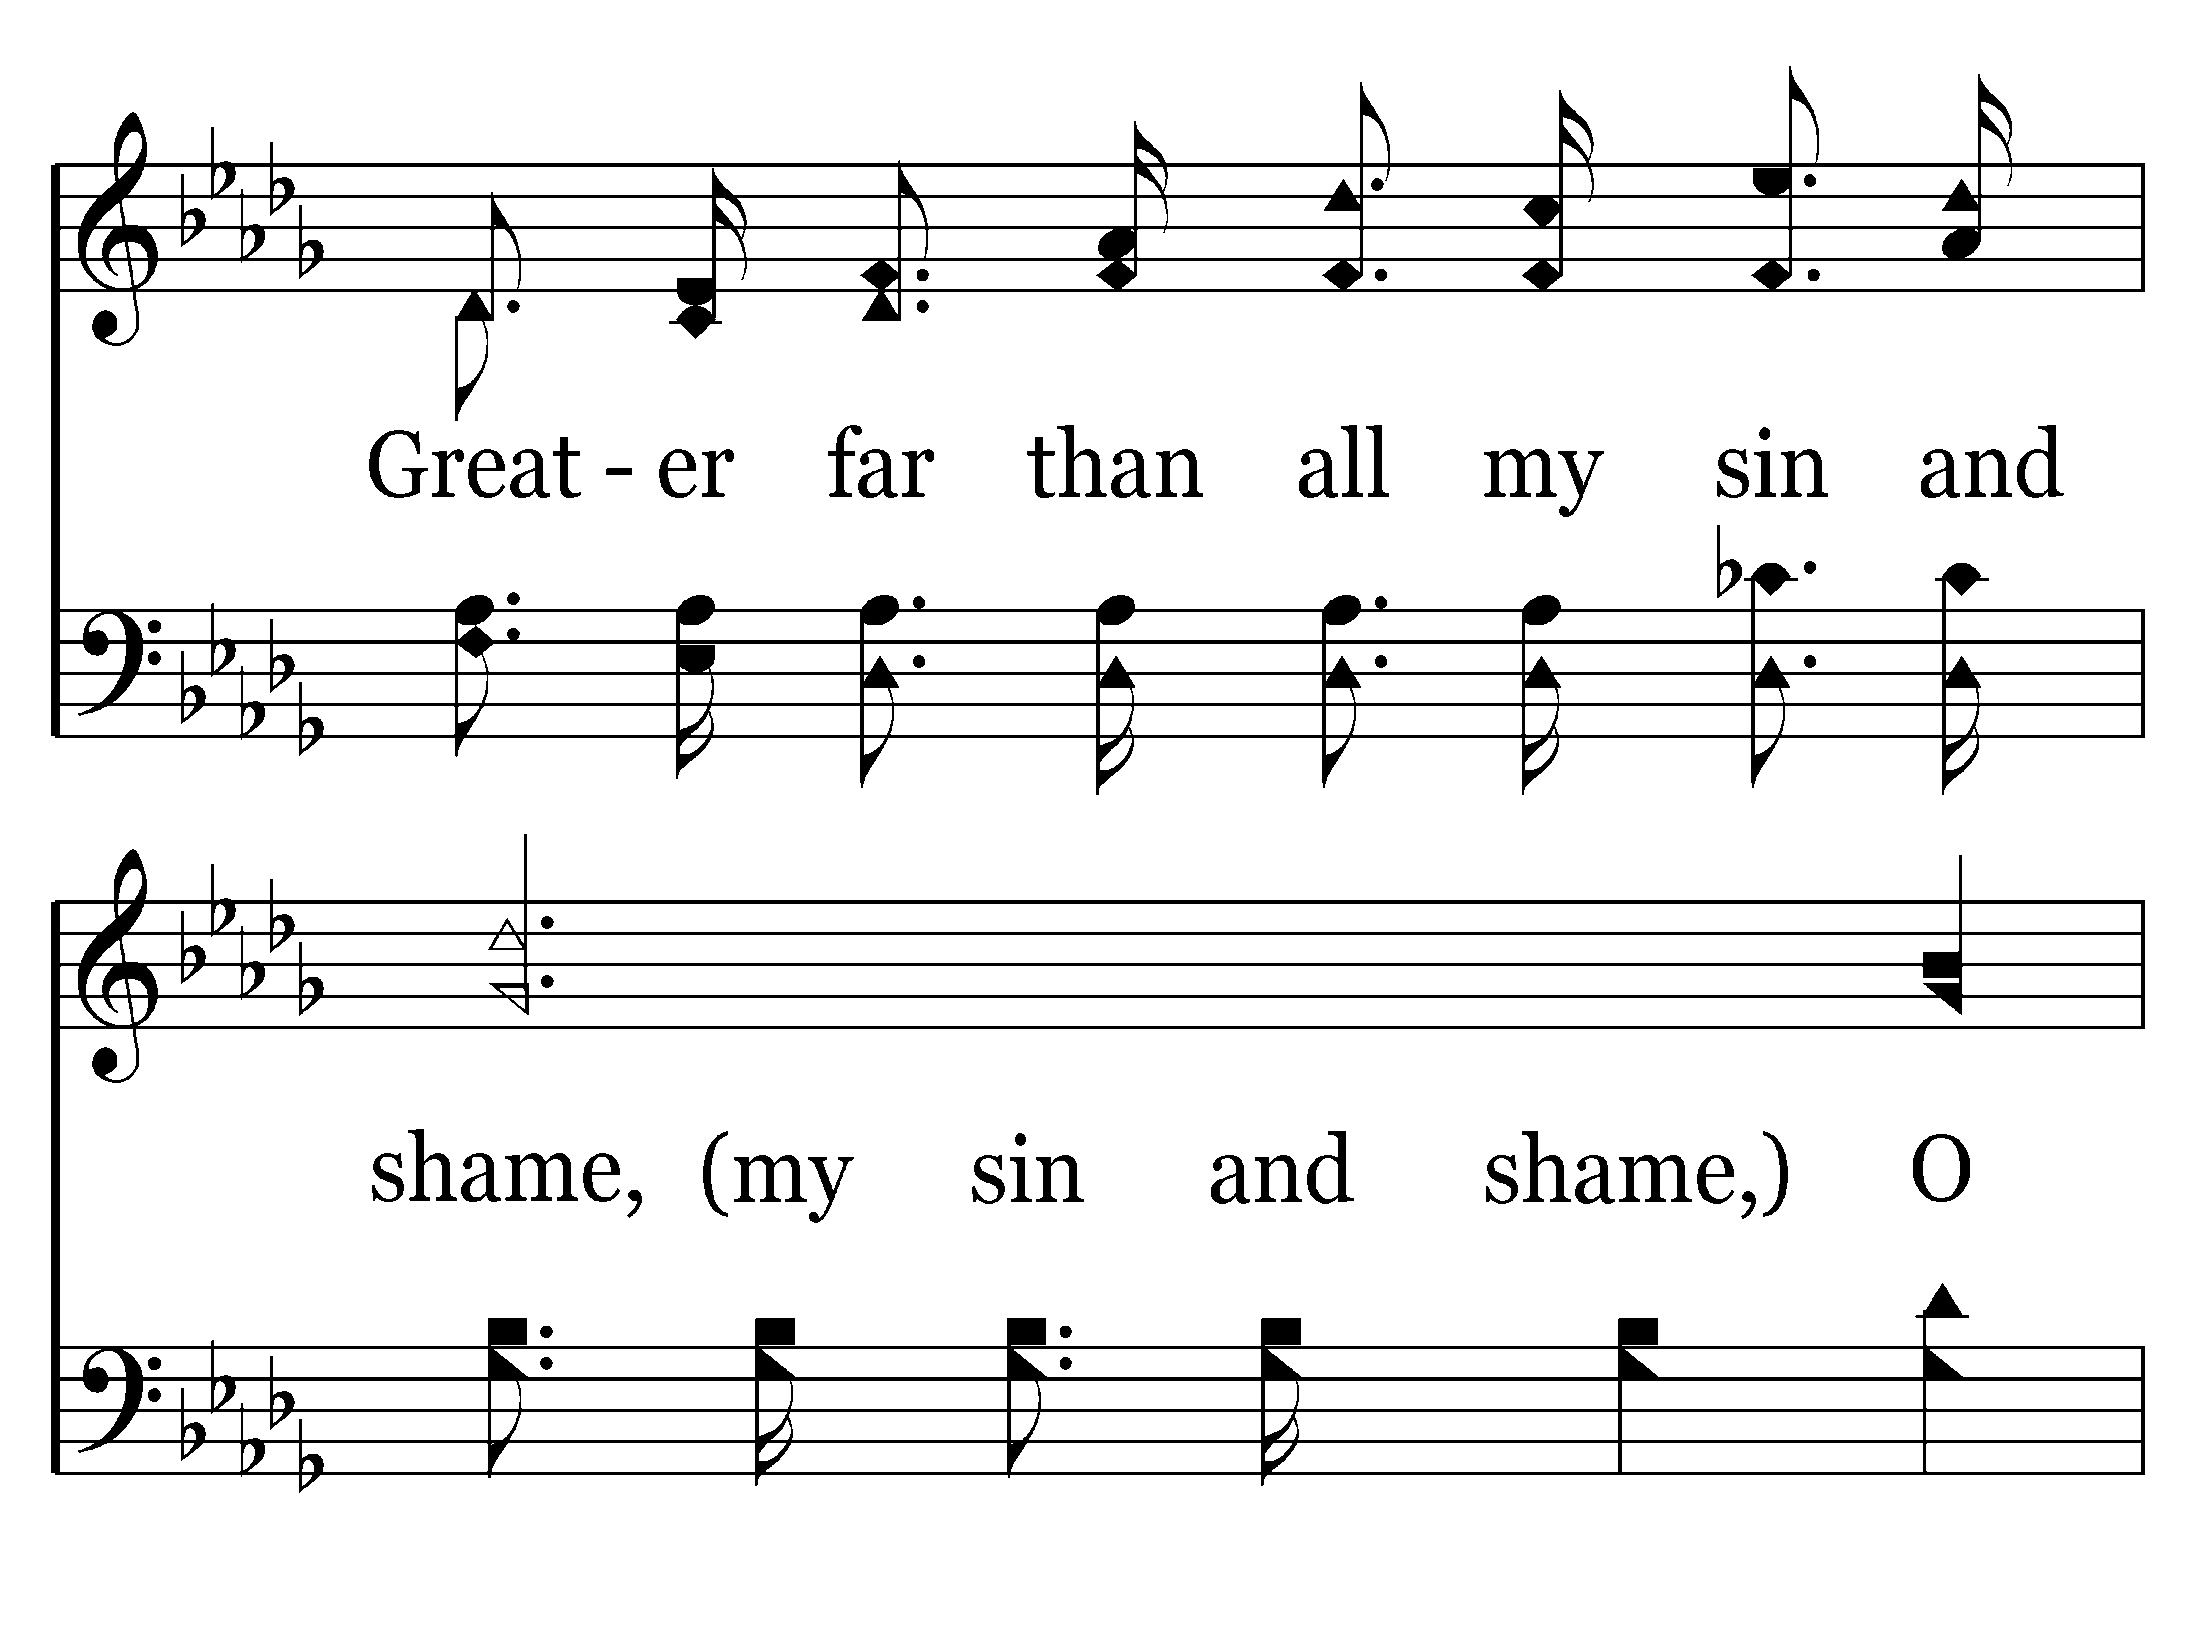 Great - er far than all my sin and
shame, (my sin and shame,) O